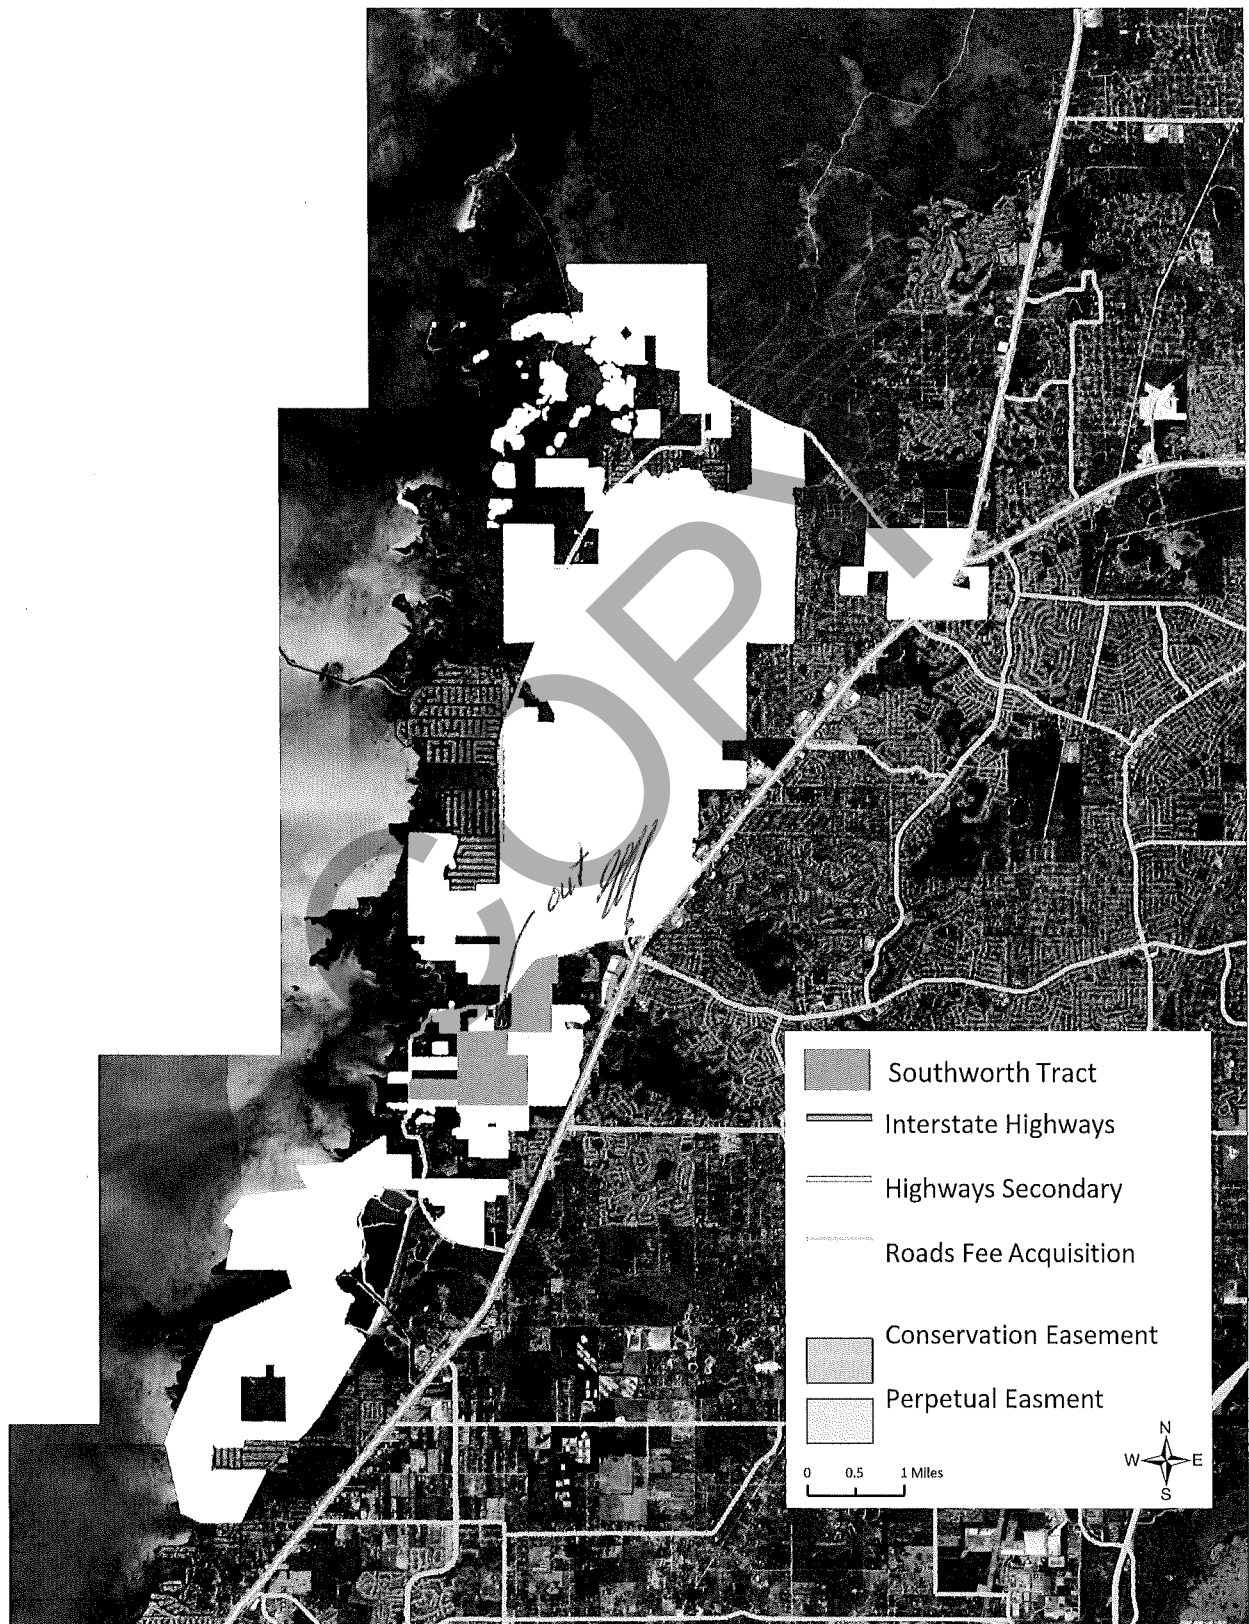 COPY
out
Southworth Tract
Interstate Highways
Highways Secondary
Roads Fee Acquisition
Conservation Easement
Perpetual Easment
N
W E
S
0 0.5 1 Miles